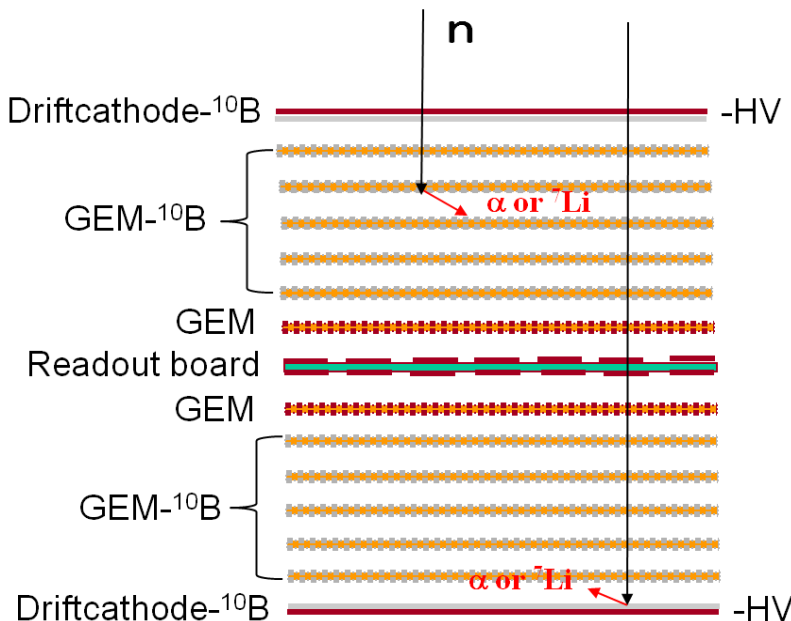 n
Driftcathode-¹⁰B
-HV
GEM-¹⁰B
α or ⁷Li
GEM
Readout board
GEM
GEM-¹⁰B
α or ⁷Li
Driftcathode-¹⁰B
-HV